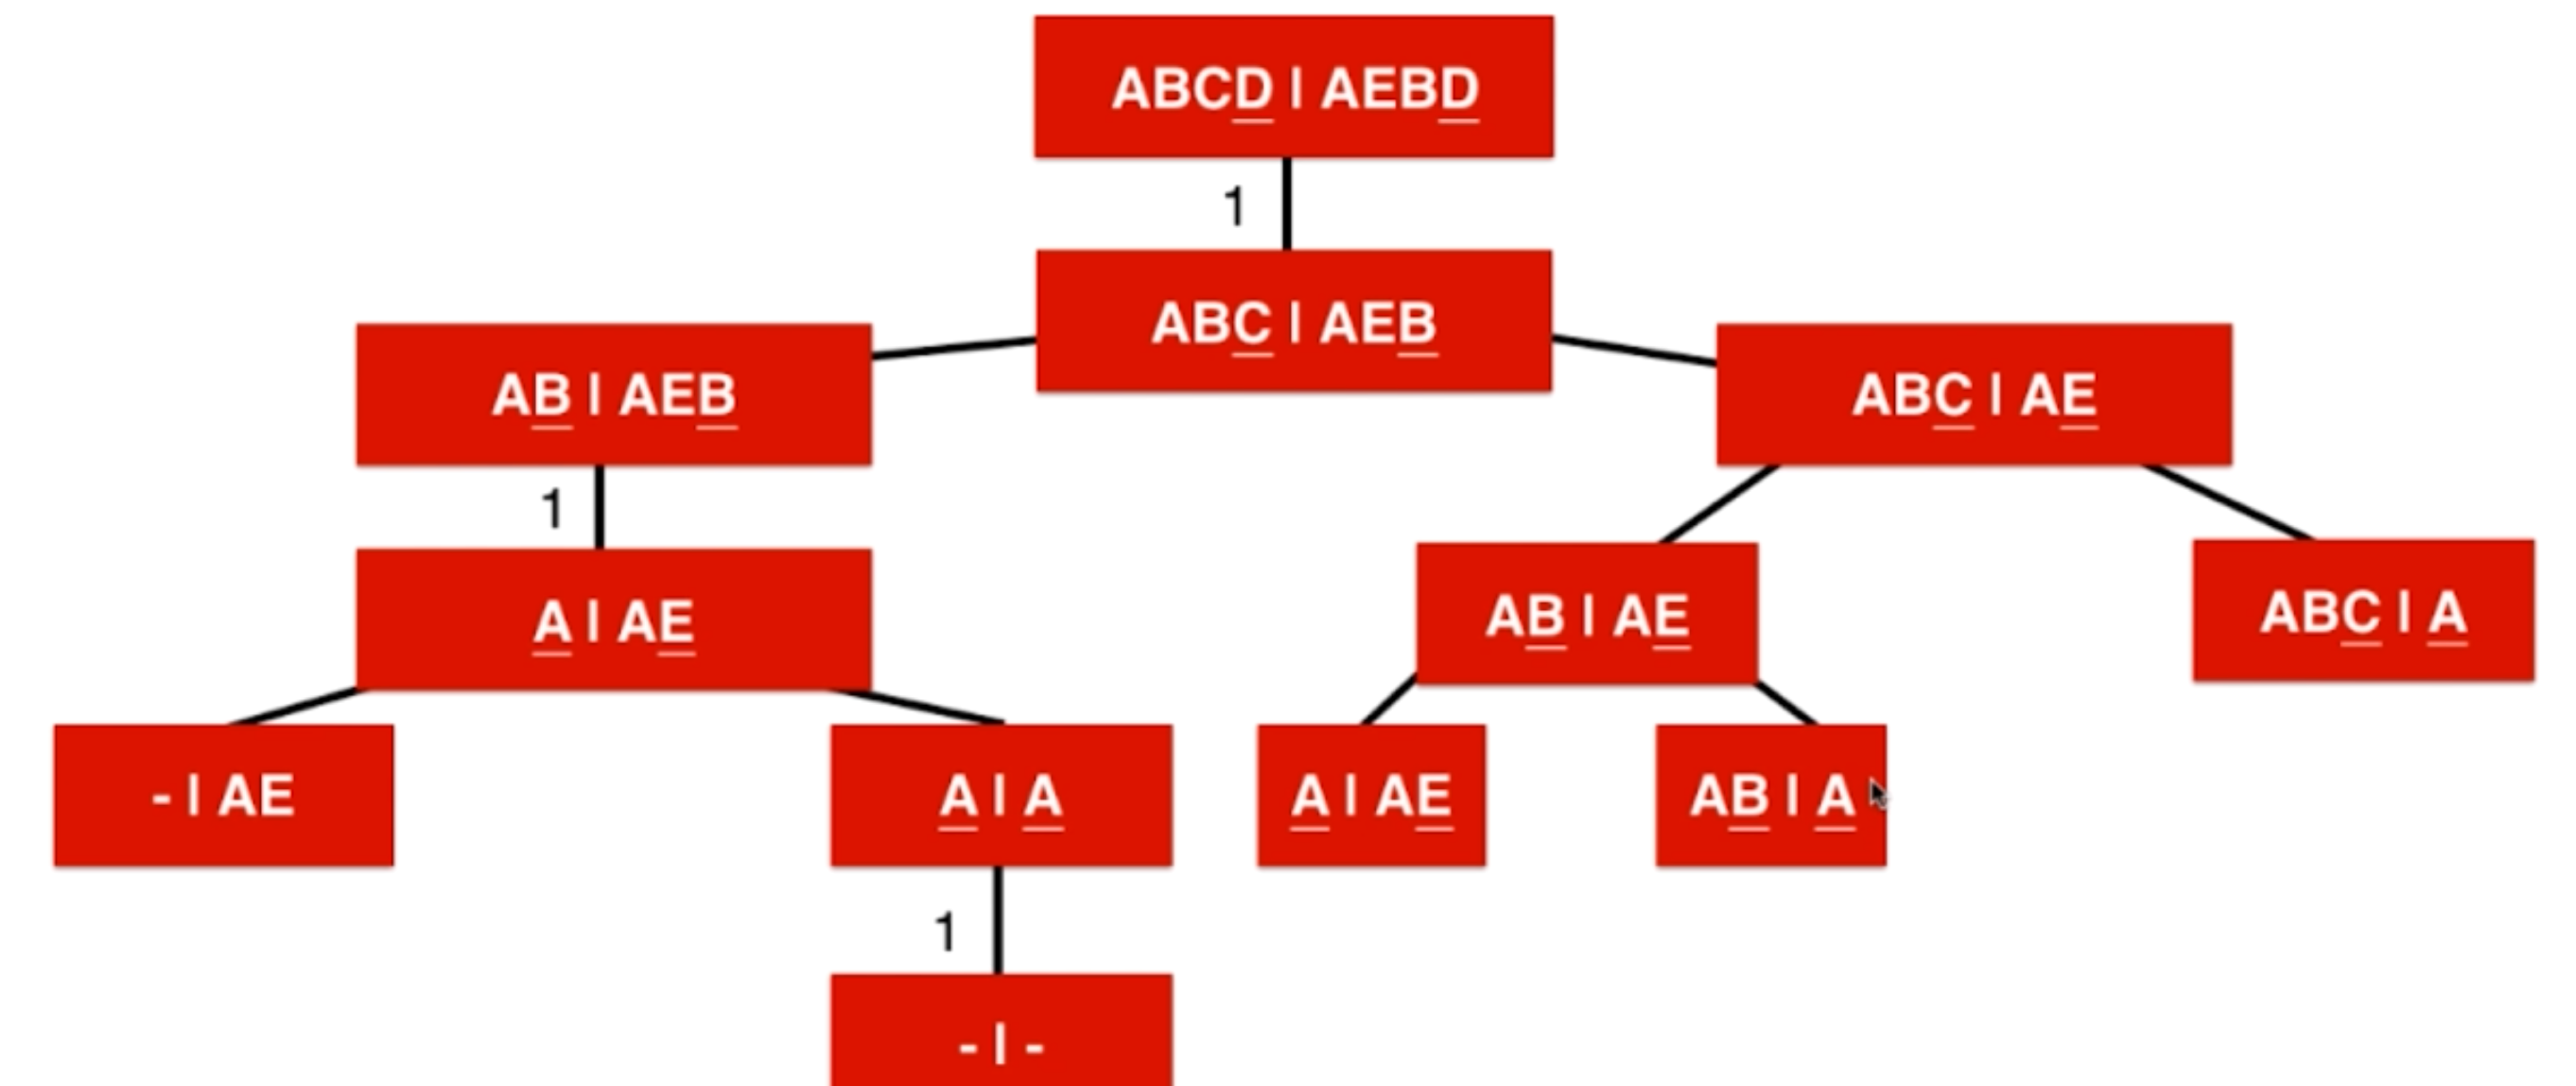 ABCD | AEBD
1
ABC | AEB
AB | AEB
ABC | AE
1
A | AE
AB | AE
ABC | A
- | AE
A | A
A | AE
AB | A
1
- | -